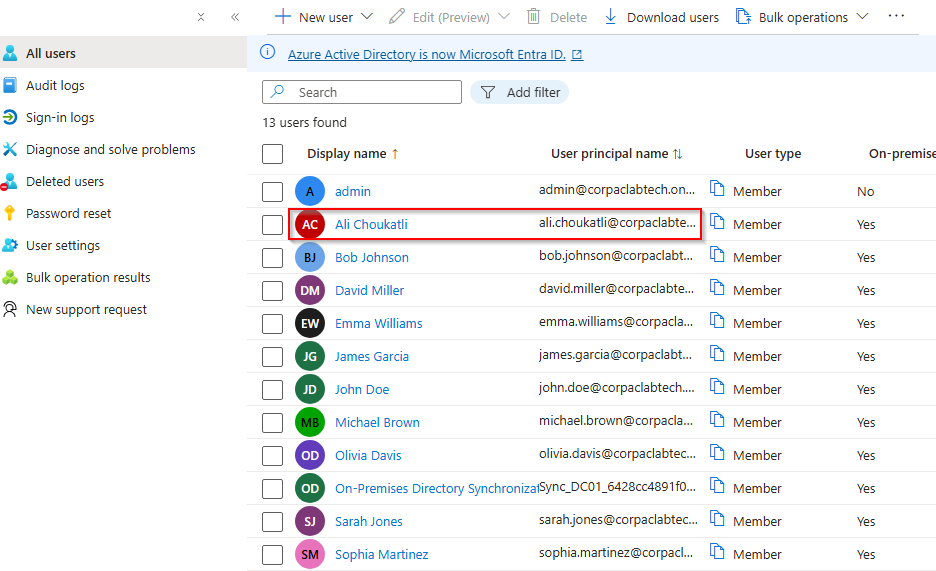 New user Edit (Preview) Delete Download users Bulk operations
All users
Audit logs
Sign-in logs
Diagnose and solve problems
Deleted users
Password reset
User settings
Bulk operation results
New support request
Azure Active Directory is now Microsoft Entra ID.
Search Add filter
13 users found
Display name ↑ User principal name ↑↓ User type On-premise
A admin admin@corpaclabtech.on... Member No
AC Ali Choukatli ali.choukatli@corpaclabte... Member Yes
BJ Bob Johnson bob.johnson@corpaclabt... Member Yes
DM David Miller david.miller@corpaclabte... Member Yes
EW Emma Williams emma.williams@corpacla... Member Yes
JG James Garcia james.garcia@corpaclabt... Member Yes
JD John Doe john.doe@corpaclabtech.... Member Yes
MB Michael Brown michael.brown@corpacla... Member Yes
OD Olivia Davis olivia.davis@corpaclabtec... Member Yes
OD On-Premises Directory Synchronizat Sync_DC01_6428cc4891f0... Member Yes
SJ Sarah Jones sarah.jones@corpaclabtec... Member Yes
SM Sophia Martinez sophia.martinez@corpacl... Member Yes